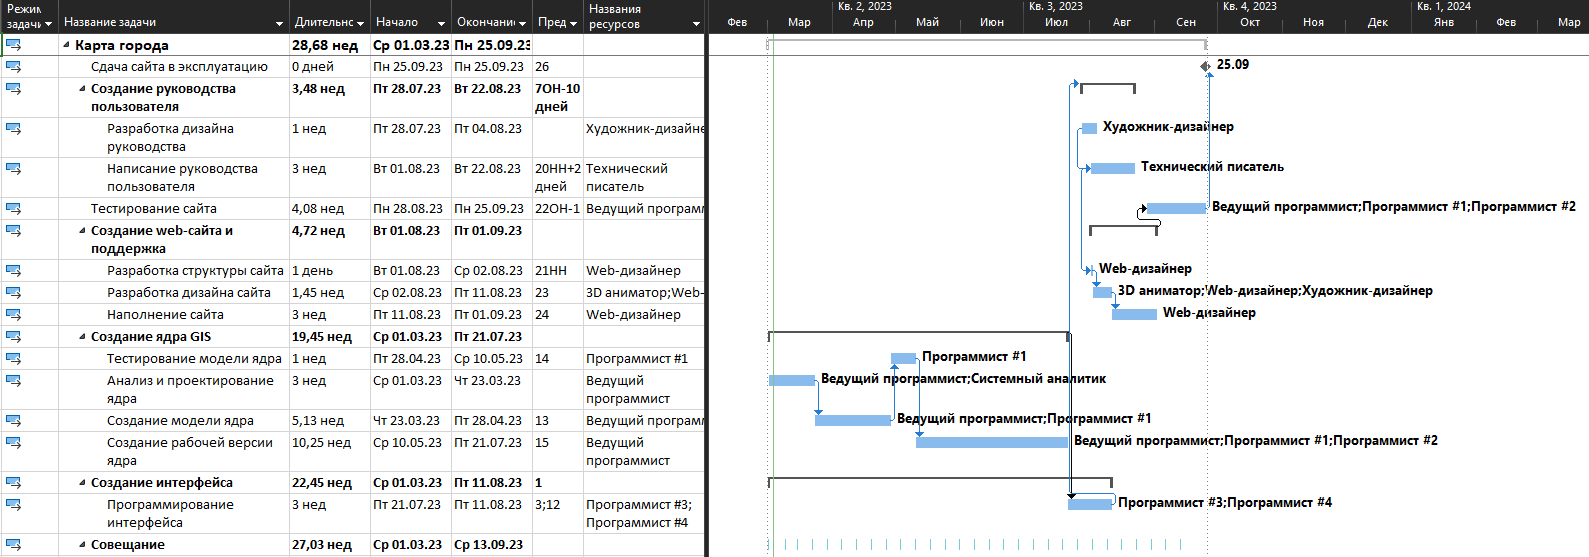 Режим задачи Название задачи Длительнс Начало Окончание Пред Названия ресурсов
Кв. 2, 2023 Кв. 3, 2023 Кв. 4, 2023 Кв. 1, 2024
Фев Мар Апр Май Июн Июл Авг Сен Окт Ноя Дек Янв Фев Мар
Карта города 28,68 нед Ср 01.03.23 Пн 25.09.23
Сдача сайта в эксплуатацию 0 дней Пн 25.09.23 Пн 25.09.23 26 25.09
Создание руководства пользователя 3,48 нед Пт 28.07.23 Вт 22.08.23 7ОН-10 дней
Разработка дизайна руководства 1 нед Пт 28.07.23 Пт 04.08.23 Художник-дизайне Художник-дизайнер
Написание руководства пользователя 3 нед Вт 01.08.23 Вт 22.08.23 20НН+2 дней Технический писатель Технический писатель
Тестирование сайта 4,08 нед Пн 28.08.23 Пн 25.09.23 22ОН-1 Ведущий програм Ведущий программист;Программист #1;Программист #2
Создание web-сайта и поддержка 4,72 нед Вт 01.08.23 Пт 01.09.23
Разработка структуры сайта 1 день Вт 01.08.23 Ср 02.08.23 21НН Web-дизайнер Web-дизайнер
Разработка дизайна сайта 1,45 нед Ср 02.08.23 Пт 11.08.23 23 3D аниматор;Web- 3D аниматор;Web-дизайнер;Художник-дизайнер
Наполнение сайта 3 нед Пт 11.08.23 Пт 01.09.23 24 Web-дизайнер Web-дизайнер
Создание ядра GIS 19,45 нед Ср 01.03.23 Пт 21.07.23
Тестирование модели ядра 1 нед Пт 28.04.23 Ср 10.05.23 14 Программист #1 Программист #1
Анализ и проектирование ядра 3 нед Ср 01.03.23 Чт 23.03.23 Ведущий программист Ведущий программист;Системный аналитик
Создание модели ядра 5,13 нед Чт 23.03.23 Пт 28.04.23 13 Ведущий програм Ведущий программист;Программист #1
Создание рабочей версии ядра 10,25 нед Ср 10.05.23 Пт 21.07.23 15 Ведущий программист Ведущий программист;Программист #1;Программист #2
Создание интерфейса 22,45 нед Ср 01.03.23 Пт 11.08.23 1
Программирование интерфейса 3 нед Пт 21.07.23 Пт 11.08.23 3;12 Программист #3; Программист #4 Программист #3;Программист #4
Совещание 27,03 нед Ср 01.03.23 Ср 13.09.23